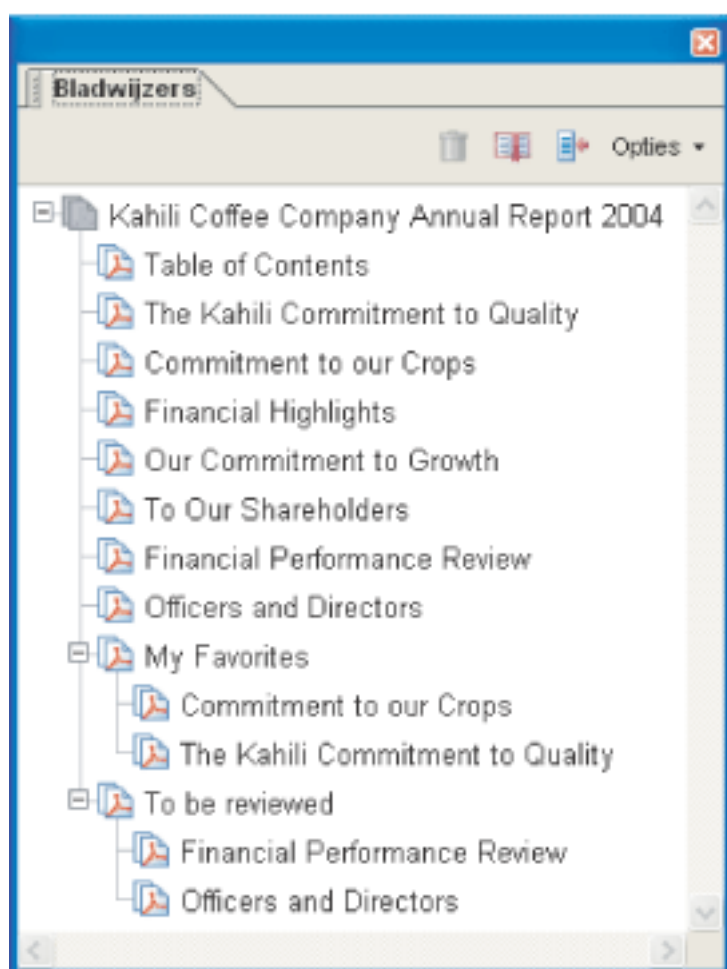 Bladwijzers
Opties
Kahili Coffee Company Annual Report 2004
Table of Contents
The Kahili Commitment to Quality
Commitment to our Crops
Financial Highlights
Our Commitment to Growth
To Our Shareholders
Financial Performance Review
Officers and Directors
My Favorites
Commitment to our Crops
The Kahili Commitment to Quality
To be reviewed
Financial Performance Review
Officers and Directors